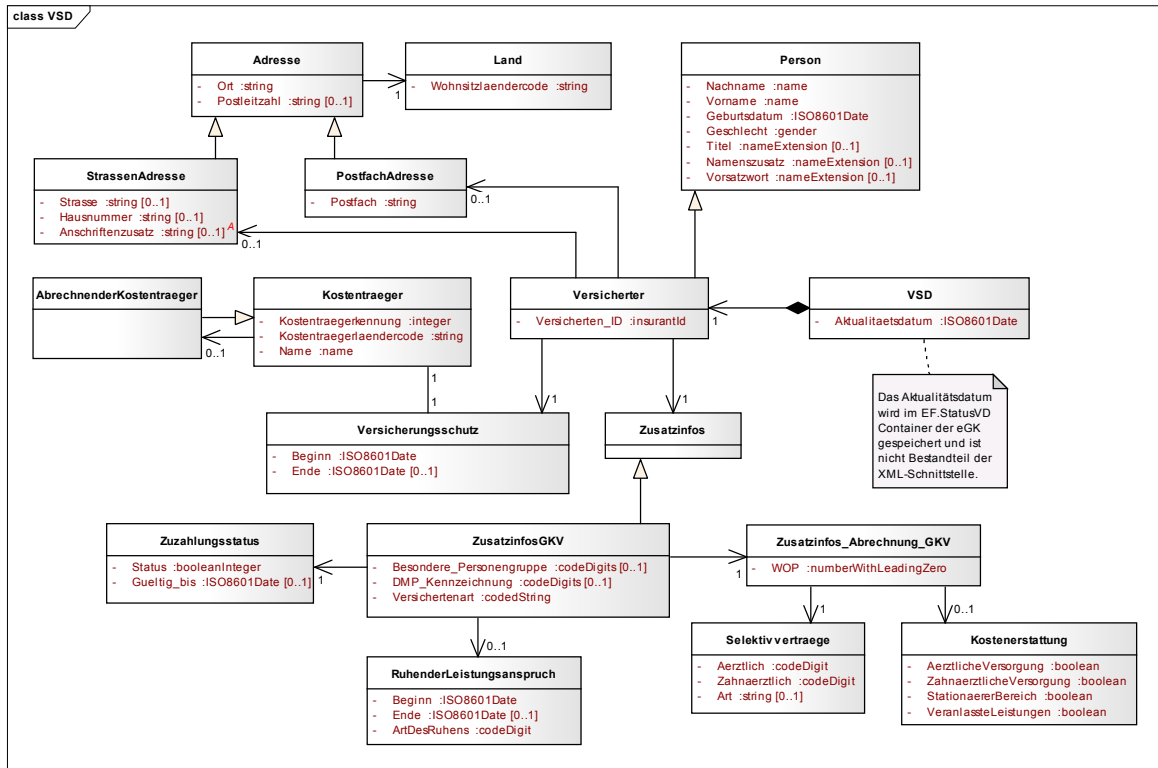 class VSD
Adresse
- Ort :string
- Postleitzahl :string [0..1]
1
Land
- Wohnsitzlaendercode :string
Person
- Nachname :name
- Vorname :name
- Geburtsdatum :ISO8601Date
- Geschlecht :gender
- Titel :nameExtension [0..1]
- Namenszusatz :nameExtension [0..1]
- Vorsatzwort :nameExtension [0..1]
StrassenAdresse
- Strasse :string [0..1]
- Hausnummer :string [0..1]
- Anschriftenzusatz :string [0..1] A
0..1
PostfachAdresse
- Postfach :string
0..1
AbrechnenderKostentraeger
0..1
Kostentraeger
- Kostentraegerkennung :integer
- Kostentraegerlaendercode :string
- Name :name
1
1
Versicherter
- Versicherten_ID :insurantId
1
VSD
- Aktualitaetsdatum :ISO8601Date
Das Aktualitätsdatum
wird im EF.StatusVD
Container der eGK
gespeichert und ist
nicht Bestandteil der
XML-Schnittstelle.
1
1
Versicherungsschutz
- Beginn :ISO8601Date
- Ende :ISO8601Date [0..1]
Zusatzinfos
Zuzahlungsstatus
- Status :booleanInteger
- Gueltig_bis :ISO8601Date [0..1]
1
ZusatzinfosGKV
- Besondere_Personengruppe :codeDigits [0..1]
- DMP_Kennzeichnung :codeDigits [0..1]
- Versichertenart :codedString
1
Zusatzinfos_Abrechnung_GKV
- WOP :numberWithLeadingZero
0..1
1
0..1
RuhenderLeistungsanspruch
- Beginn :ISO8601Date
- Ende :ISO8601Date [0..1]
- ArtDesRuhens :codeDigit
Selektivvertraege
- Aerztlich :codeDigit
- Zahnaerztlich :codeDigit
- Art :string [0..1]
Kostenerstattung
- AerztlicheVersorgung :boolean
- ZahnaerztlicheVersorgung :boolean
- StationaererBereich :boolean
- VeranlassteLeistungen :boolean